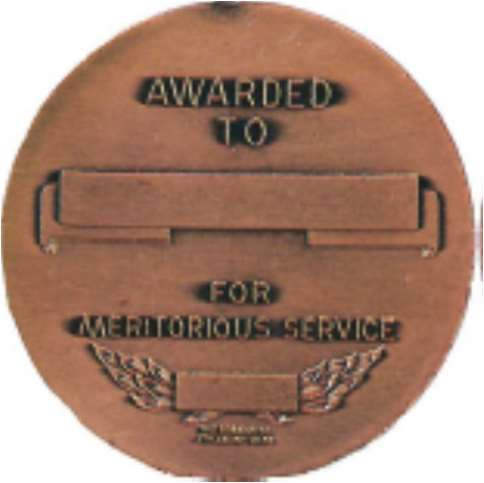 AWARDED
TO
FOR
MERITORIOUS SERVICE